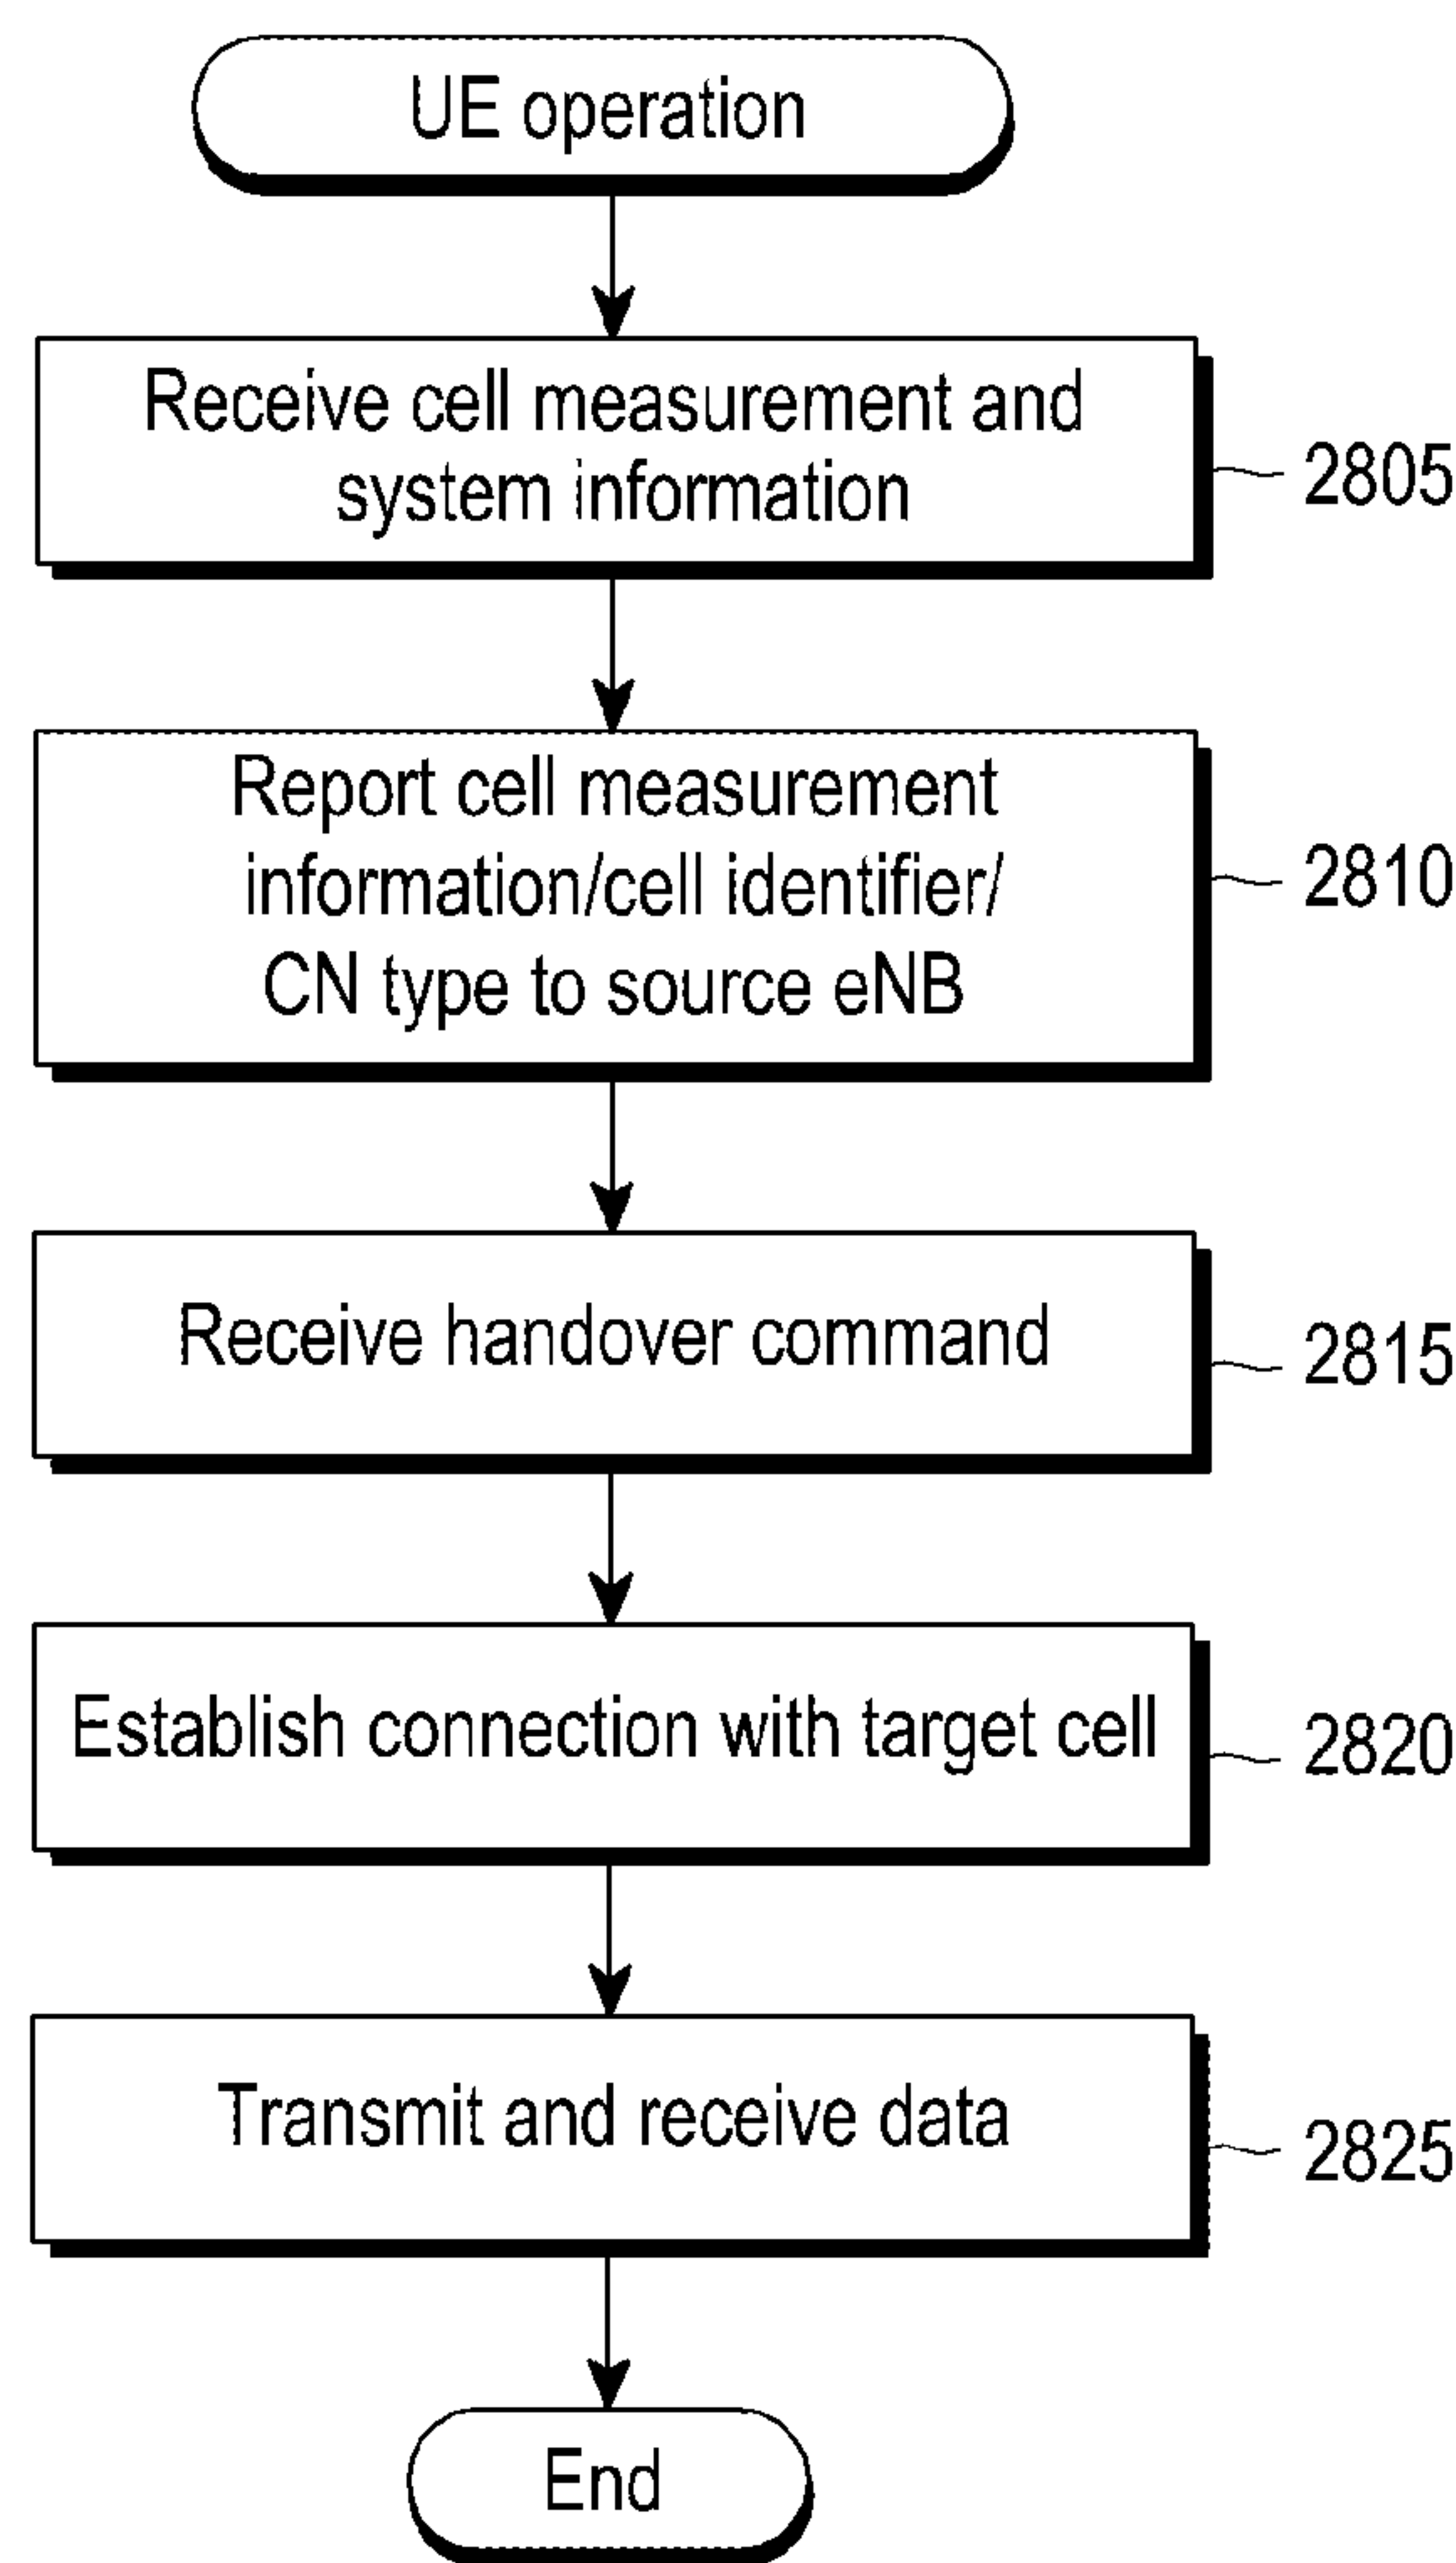 UE operation
Receive cell measurement and
system information
2805
Report cell measurement
information/cell identifier/
CN type to source eNB
2810
Receive handover command
2815
Establish connection with target cell
2820
Transmit and receive data
2825
End